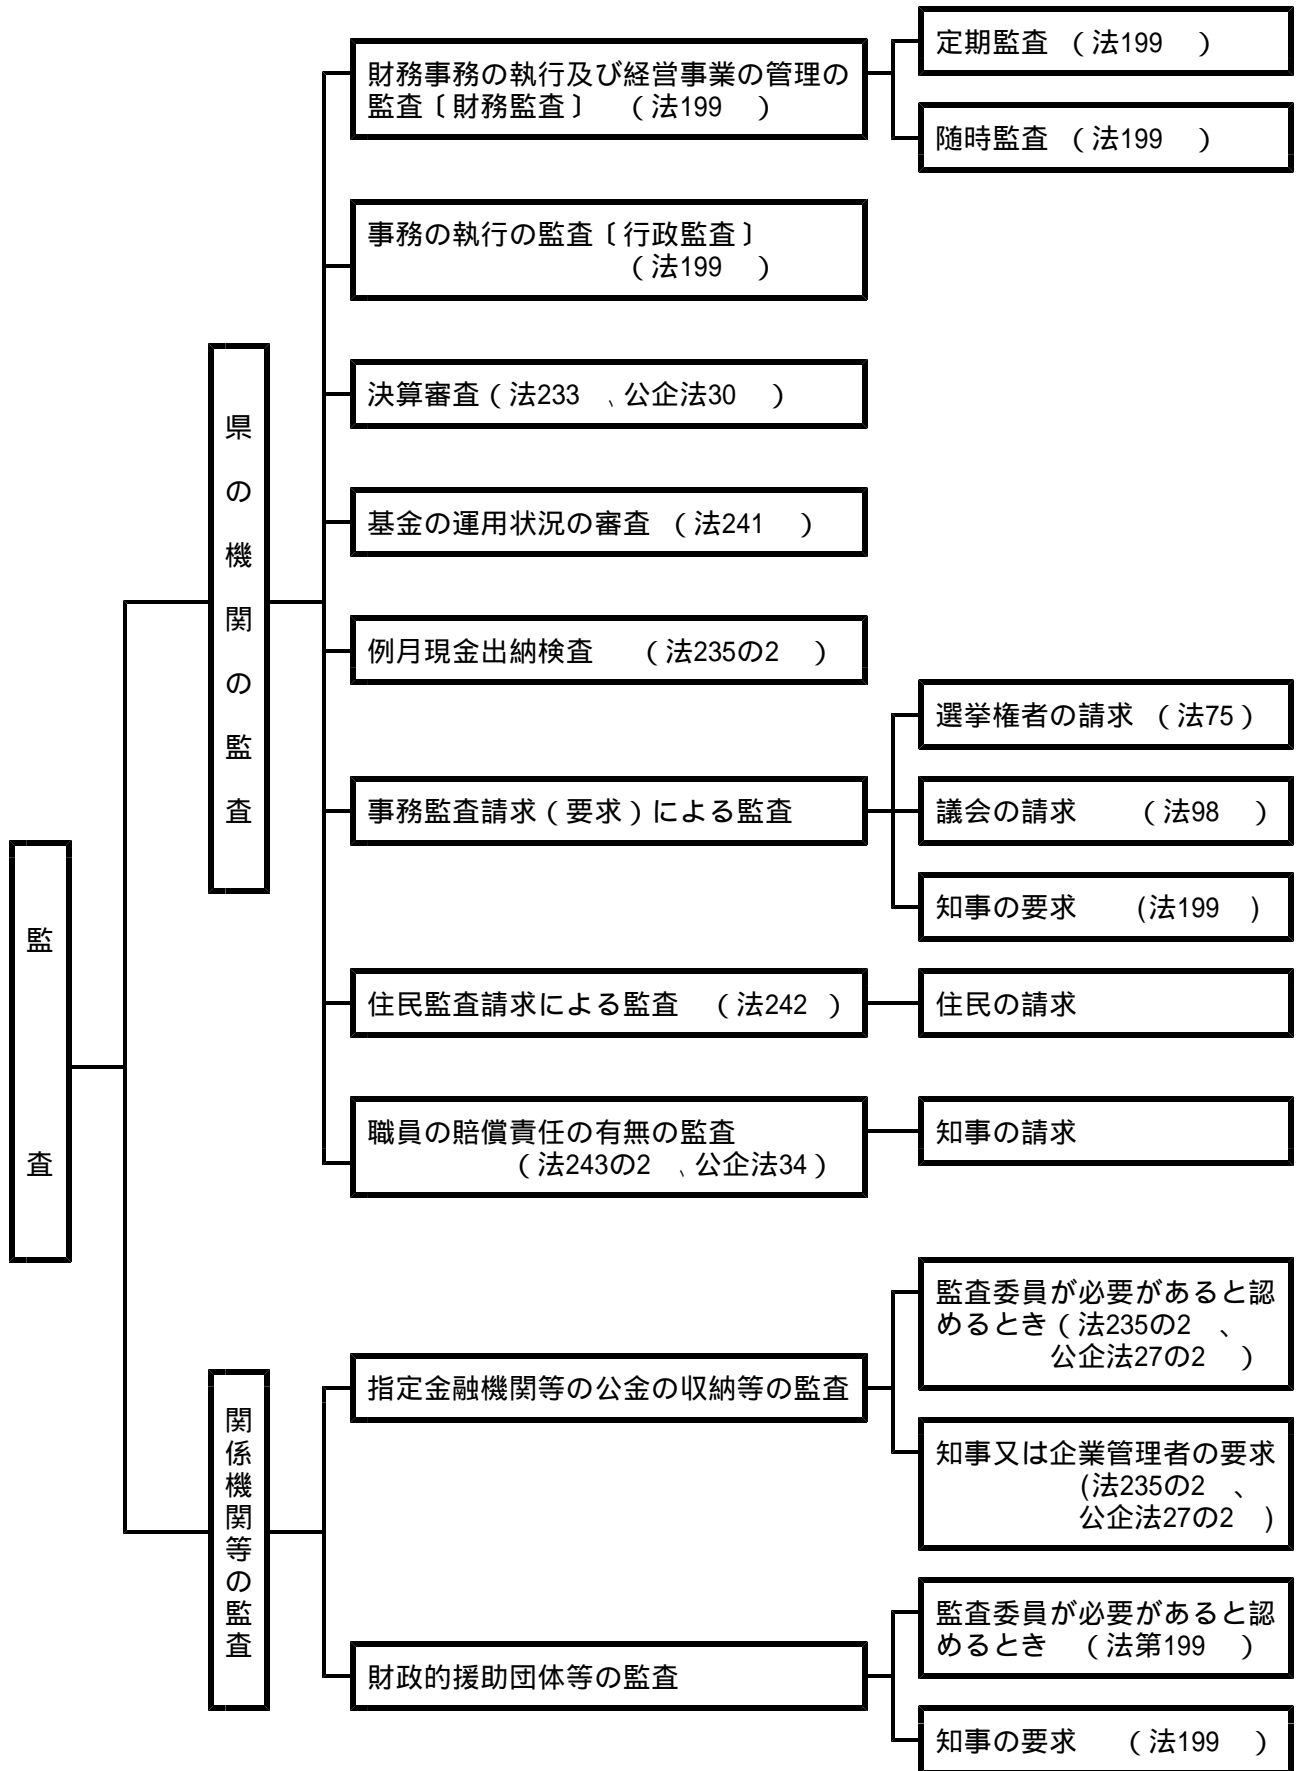 監査
県の機関の監査
財務事務の執行及び経営事業の管理の
監査〔財務監査〕 （法199 ）
定期監査 （法199 ）
随時監査 （法199 ）
事務の執行の監査〔行政監査〕
（法199 ）
決算審査（法233 、公企法30 ）
基金の運用状況の審査 （法241 ）
例月現金出納検査 （法235の2 ）
事務監査請求（要求）による監査
選挙権者の請求 （法75）
議会の請求 （法98 ）
知事の要求 (法199 )
住民監査請求による監査 （法242 ）
住民の請求
職員の賠償責任の有無の監査
（法243の2 、公企法34）
知事の請求
関係機関等の監査
指定金融機関等の公金の収納等の監査
監査委員が必要があると認
めるとき（法235の2 、
公企法27の2 ）
知事又は企業管理者の要求
(法235の2 、
公企法27の2 )
財政的援助団体等の監査
監査委員が必要があると認
めるとき （法第199 ）
知事の要求 （法199 ）